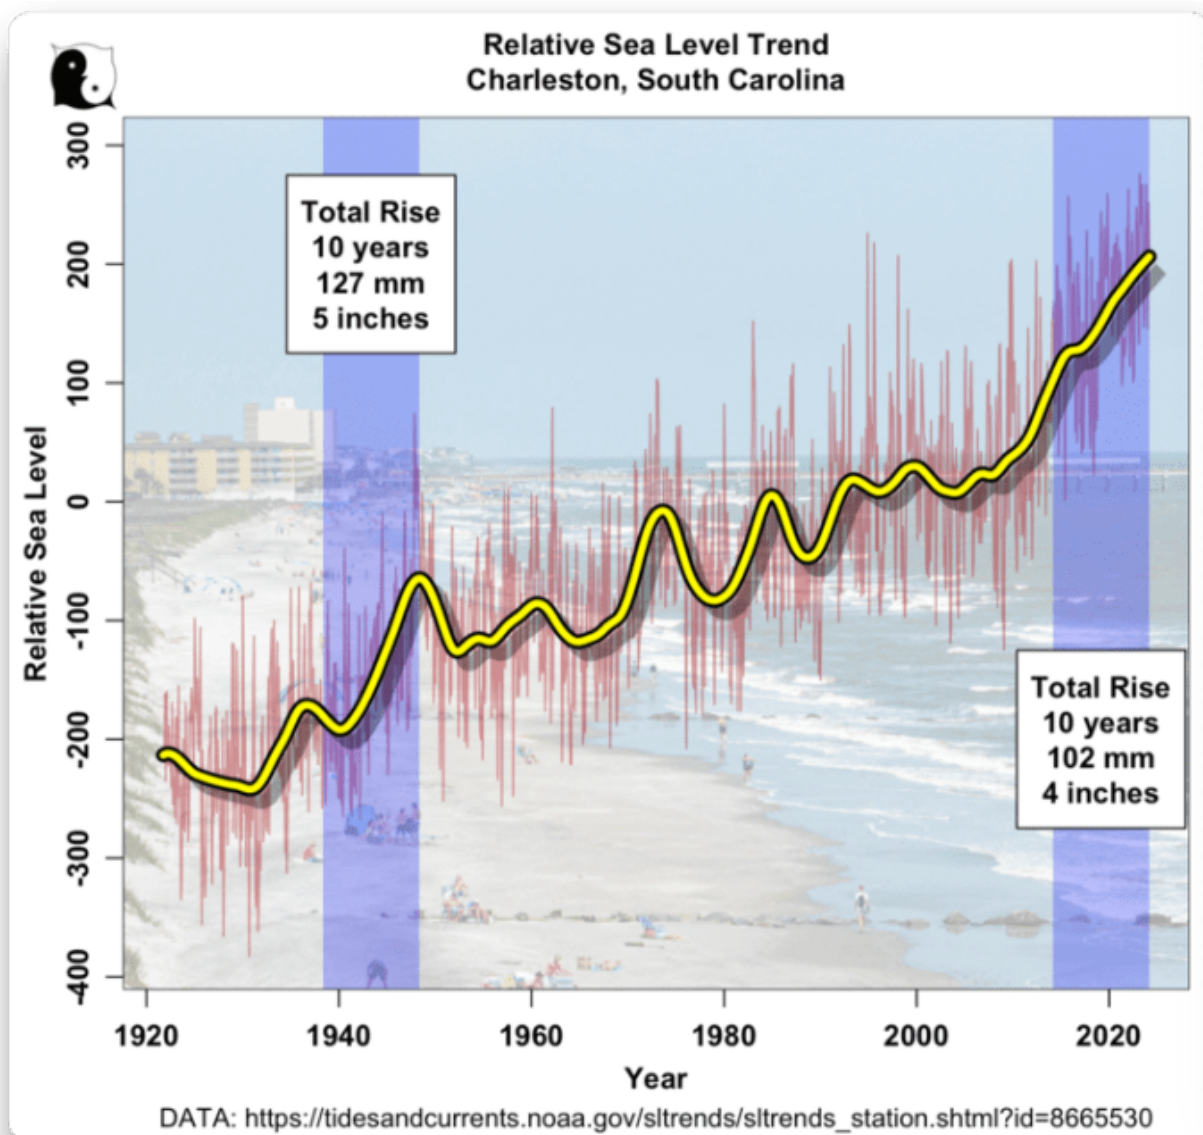 Relative Sea Level Trend
Charleston, South Carolina
Relative Sea Level
300
200
100
0
-100
-200
-300
-400
Total Rise
10 years
127 mm
5 inches
Total Rise
10 years
102 mm
4 inches
1920 1940 1960 1980 2000 2020
Year
DATA: https://tidesandcurrents.noaa.gov/sltrends/sltrends_station.shtml?id=8665530